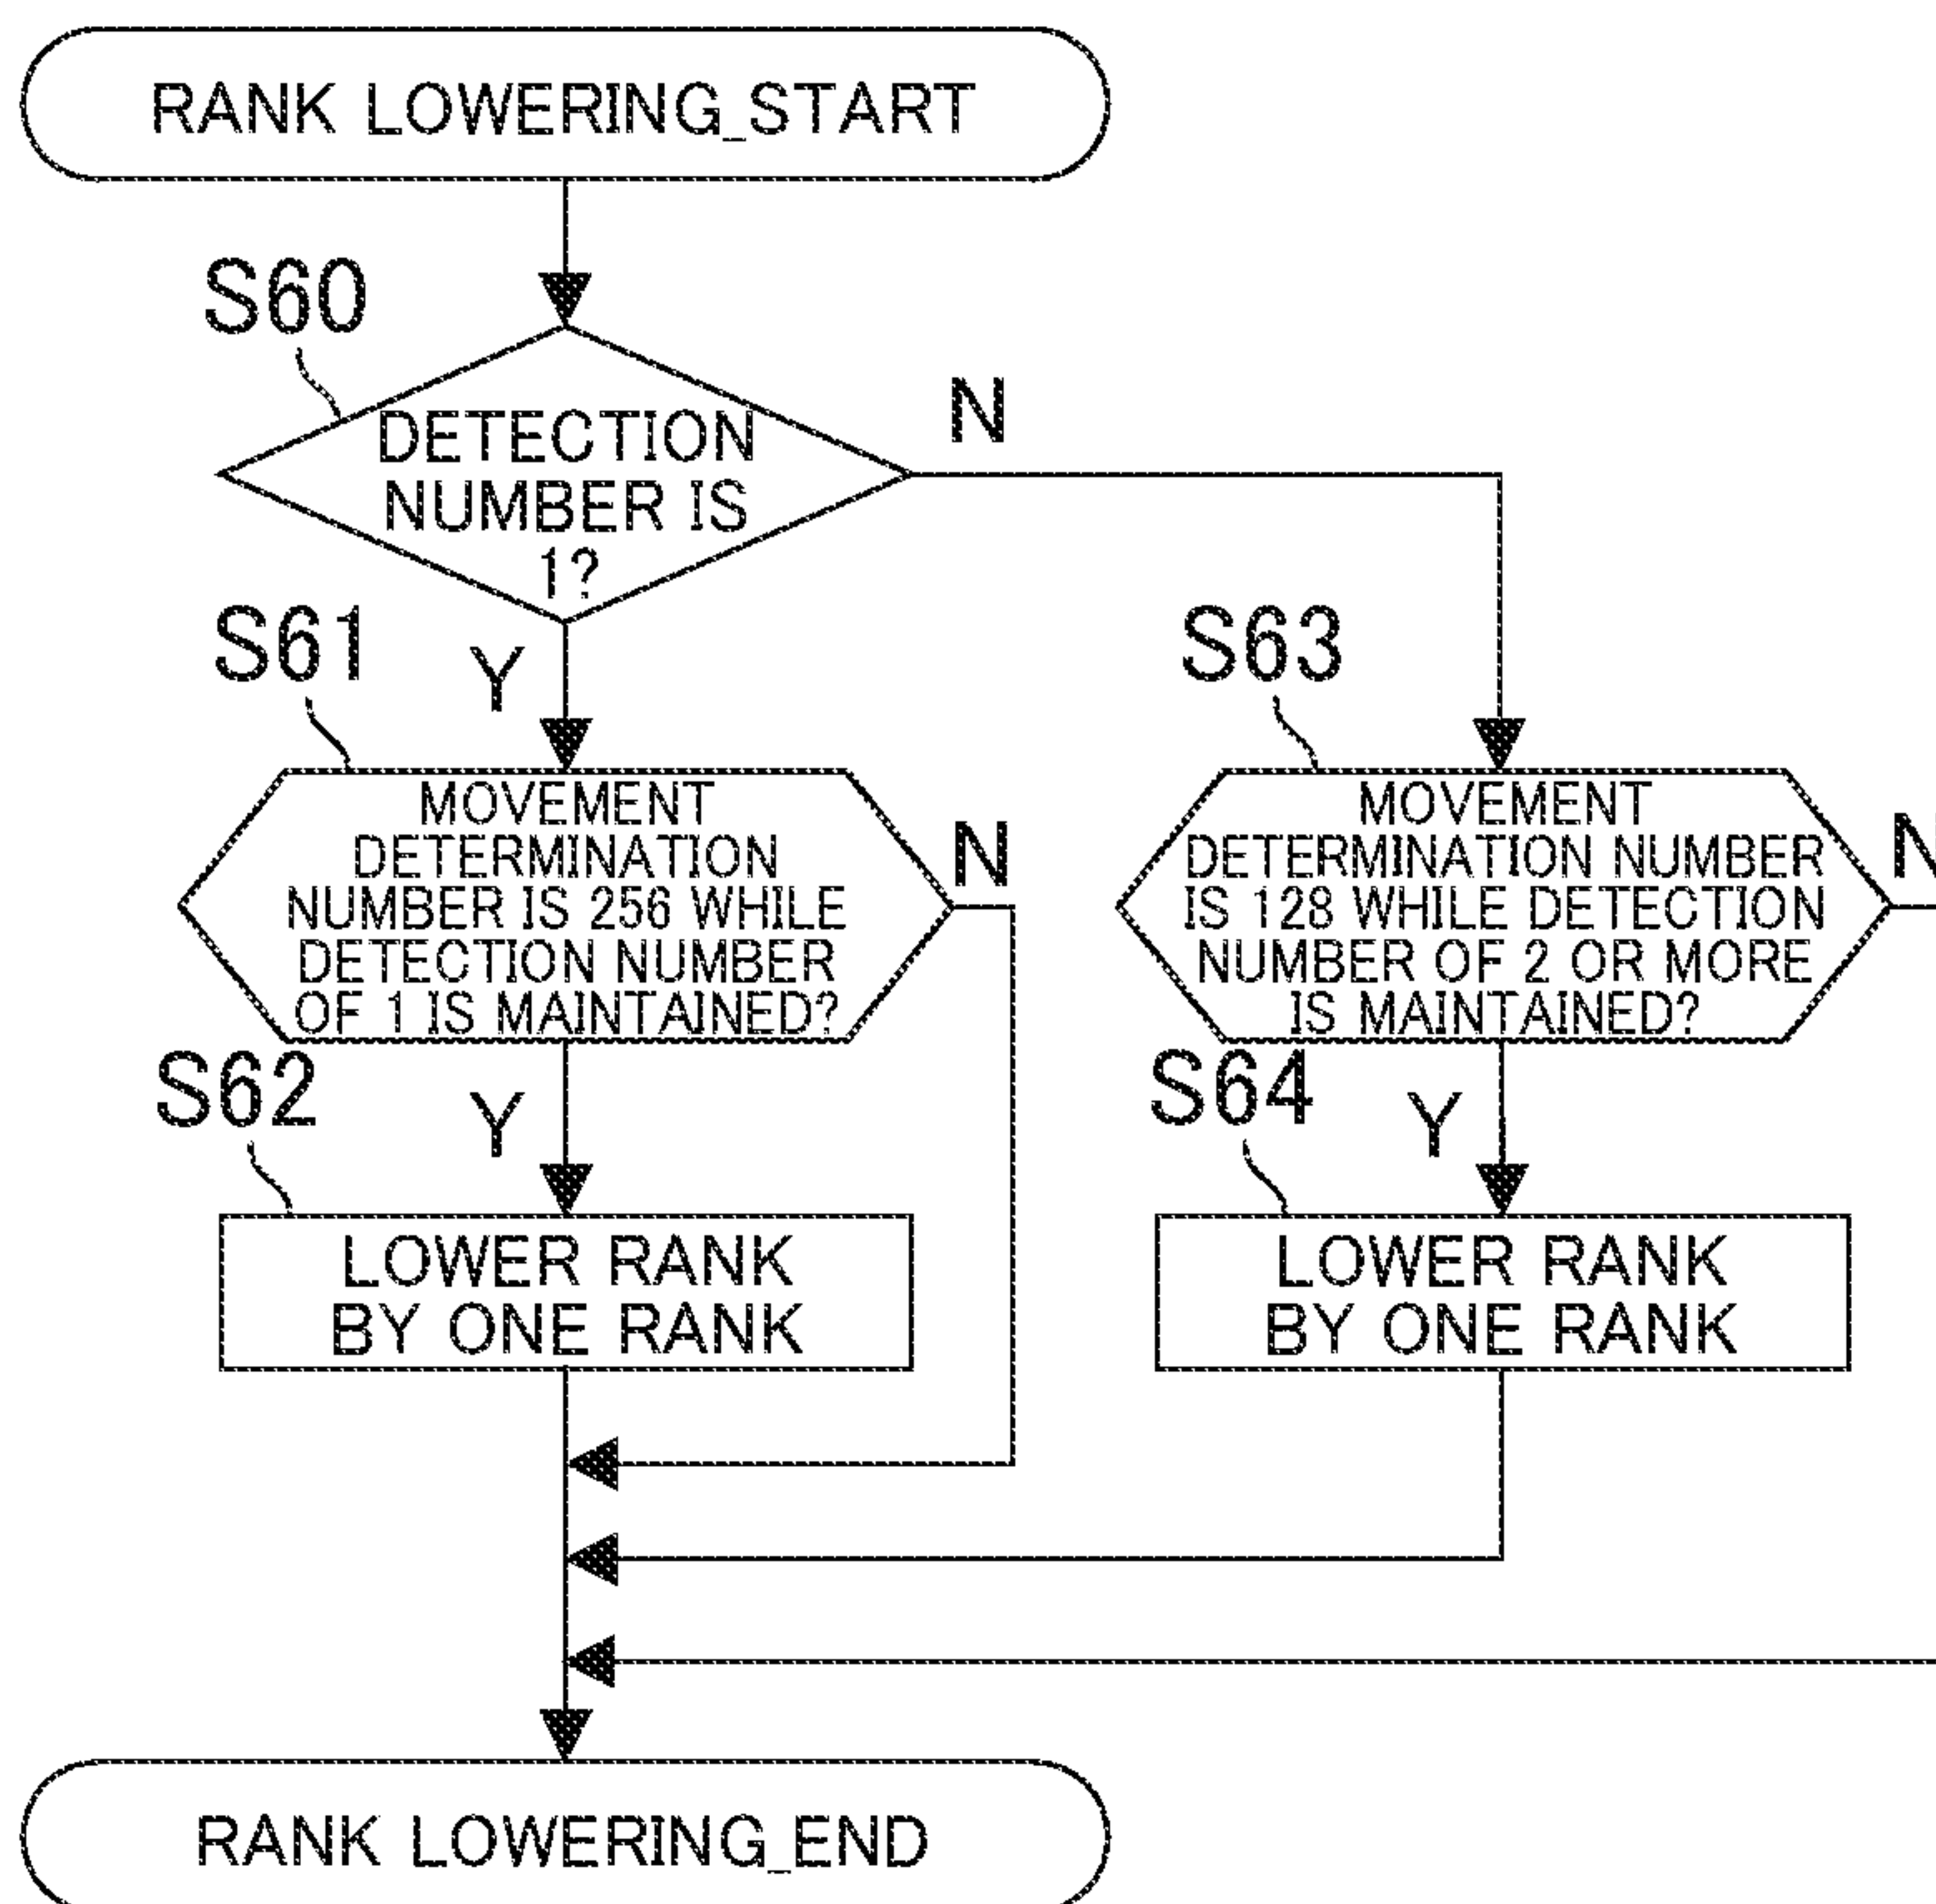 RANK LOWERING_START
S60
DETECTION
NUMBER IS
1?
N
S61
Y
S63
MOVEMENT
DETERMINATION
NUMBER IS 256 WHILE
DETECTION NUMBER
OF 1 IS MAINTAINED?
N
MOVEMENT
DETERMINATION NUMBER
IS 128 WHILE DETECTION
NUMBER OF 2 OR MORE
IS MAINTAINED?
N
S62
Y
S64
Y
LOWER RANK
BY ONE RANK
LOWER RANK
BY ONE RANK
RANK LOWERING_END